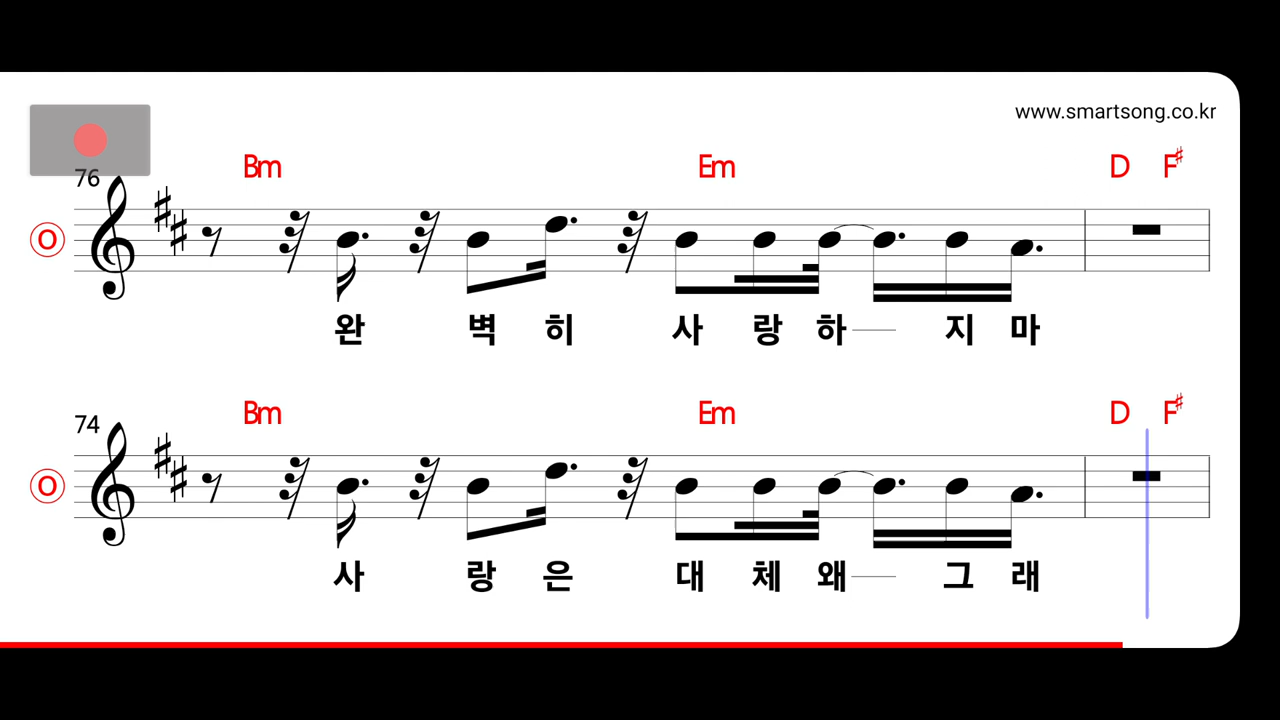 www.smartsong.co.kr
Bm Em D F♯
76
O
완 벽 히 사 랑 하 지 마
Bm Em D F♯
74
O
사 랑 은 대 체 왜 그 래